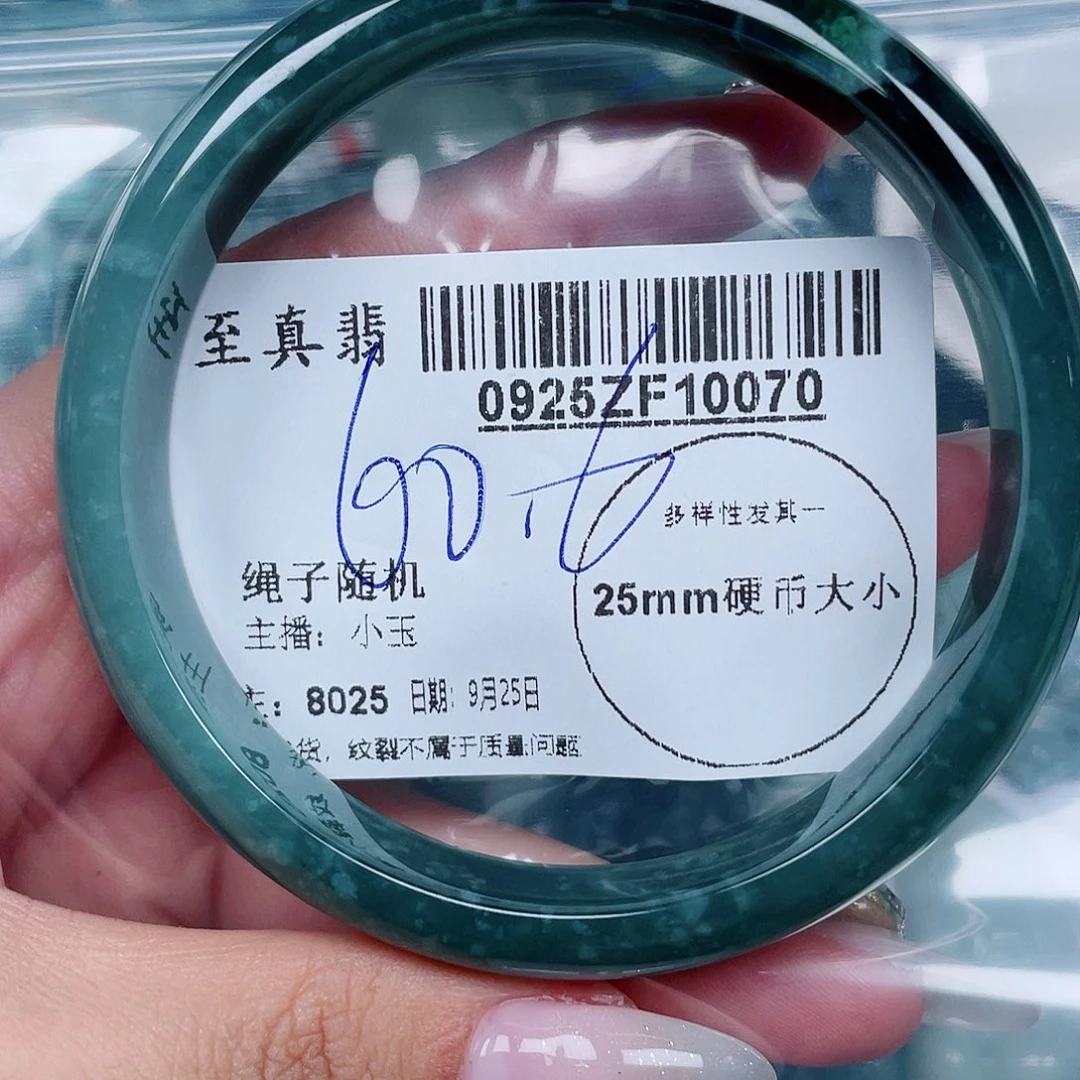 至真翡
0925ZF10070
60.6
多样性发其一
25mm硬币大小
绳子随机
主播：小玉
：8025 日期：9月25日
货，纹裂不属于质量问题